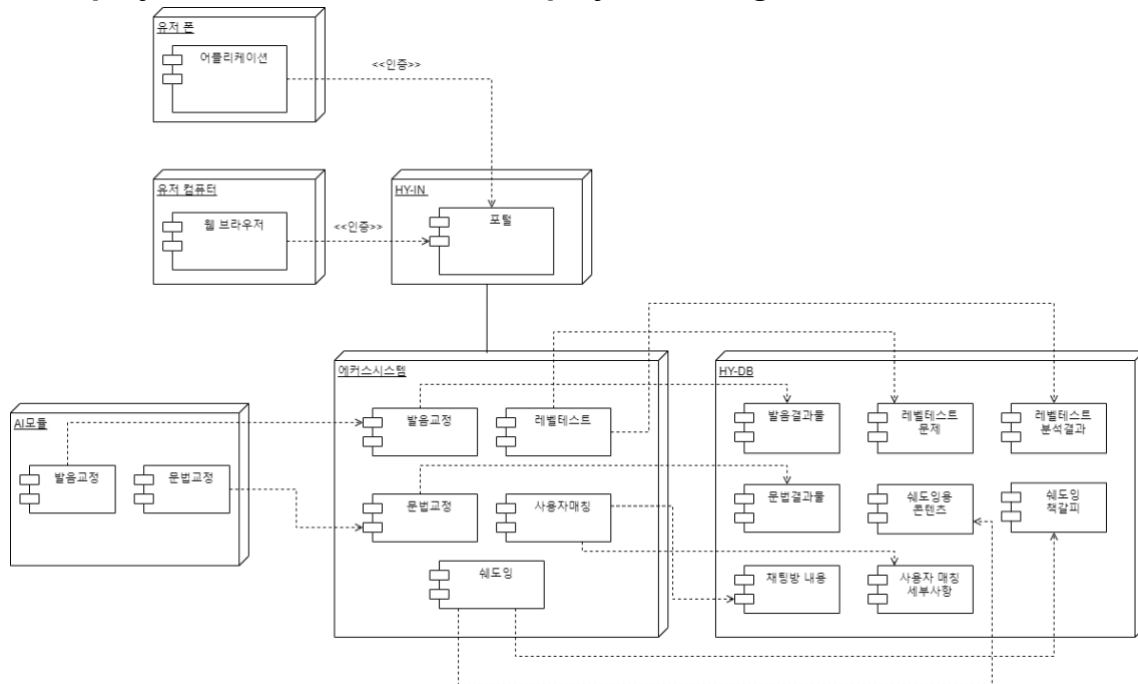 유저 폰
어플리케이션
<<인증>>
유저 컴퓨터
웹 브라우저
<<인증>>
HY-IN
포털
에커스시스템
발음교정
레벨테스트
문법교정
사용자매칭
쉐도잉
AI모듈
발음교정
문법교정
HY-DB
발음결과물
레벨테스트
문제
레벨테스트
분석결과
문법결과물
쉐도잉용
콘텐츠
쉐도잉
책갈피
채팅방 내용
사용자 매칭
세부사항